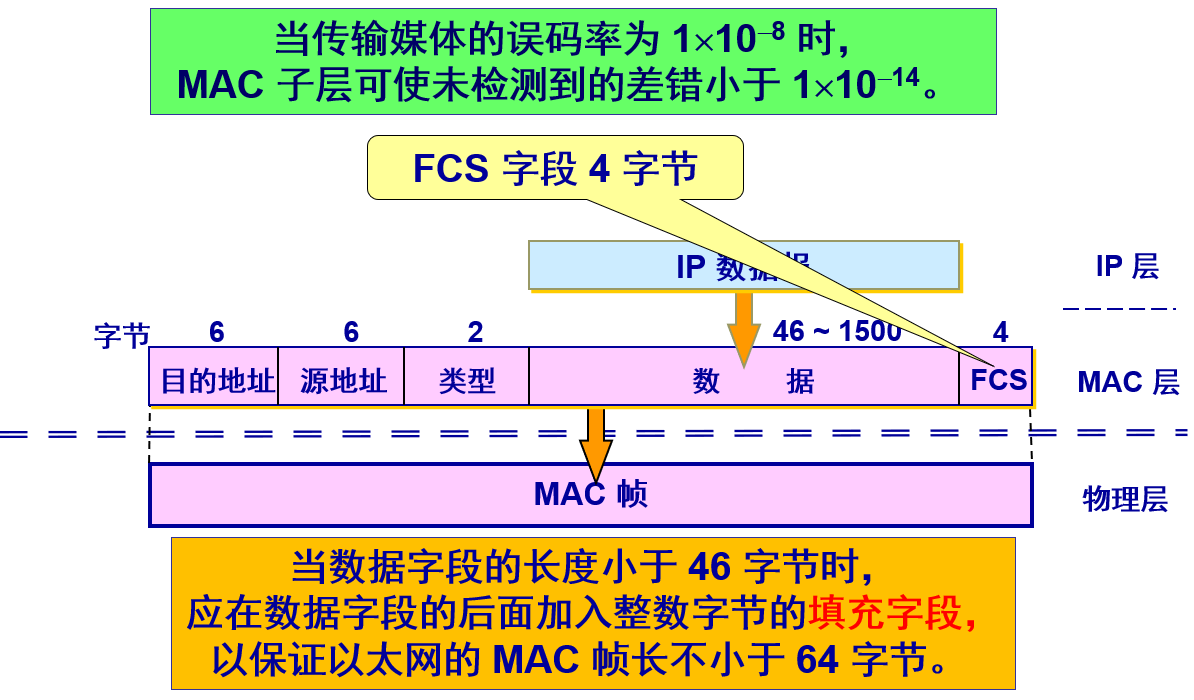 当传输媒体的误码率为 1×10–8 时，
MAC 子层可使未检测到的差错小于 1×10–14。
FCS 字段 4 字节
IP 数据报
IP 层
字节 6 6 2 46 ~ 1500 4
目的地址 源地址 类型 数 据 FCS
MAC 层
MAC 帧
物理层
当数据字段的长度小于 46 字节时，
应在数据字段的后面加入整数字节的填充字段，
以保证以太网的 MAC 帧长不小于 64 字节。